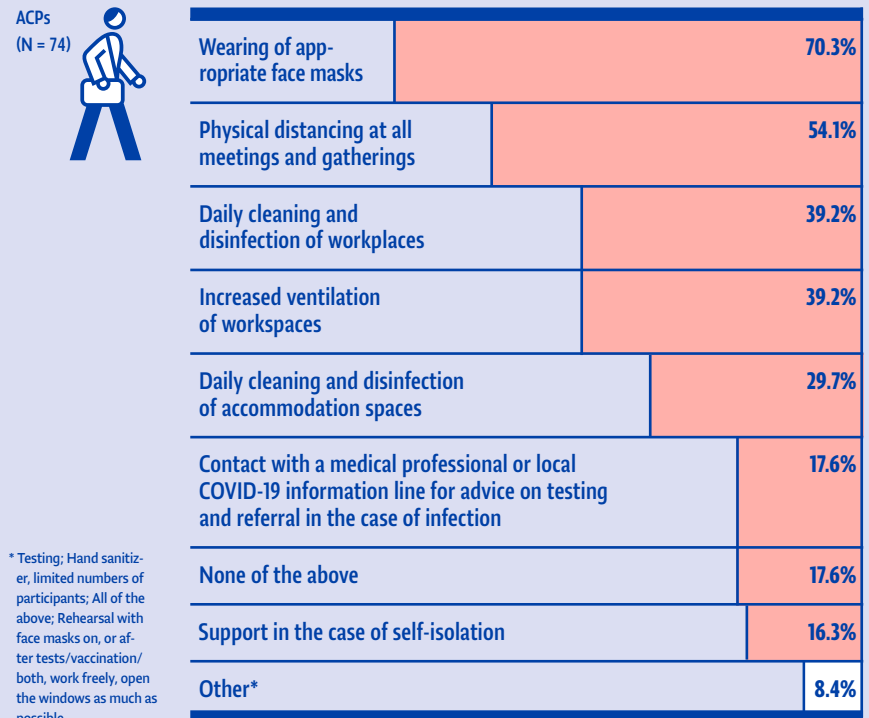 ACPs
(N = 74)
Wearing of app-
ropriate face masks
70.3%
Physical distancing at all
meetings and gatherings
54.1%
Daily cleaning and
disinfection of workplaces
39.2%
Increased ventilation
of workspaces
39.2%
Daily cleaning and disinfection
of accommodation spaces
29.7%
Contact with a medical professional or local
COVID-19 information line for advice on testing
and referral in the case of infection
17.6%
None of the above
17.6%
Support in the case of self-isolation
16.3%
Other*
8.4%
* Testing; Hand sanitiz-
er, limited numbers of
participants; All of the
above; Rehearsal with
face masks on, or af-
ter tests/vaccination/
both, work freely, open
the windows as much as
possible